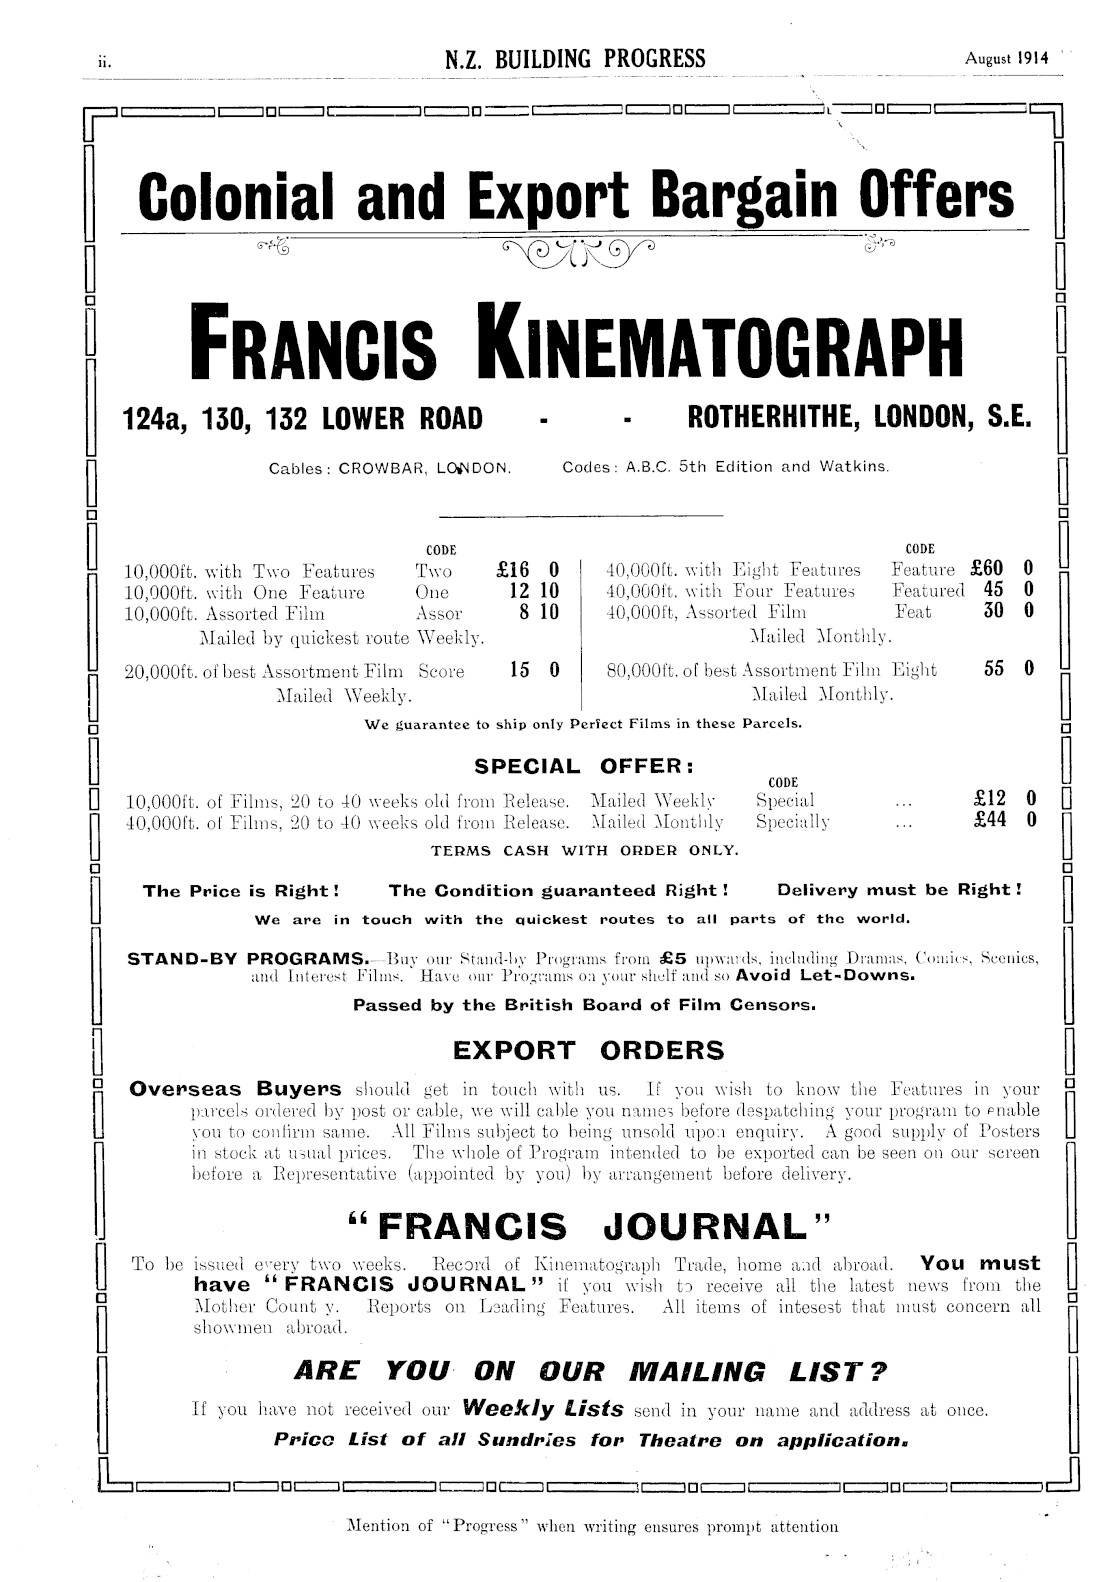 ii.
N.Z. BUILDING PROGRESS
August 1914
Colonial and Export Bargain Offers
FRANCIS KINEMATOGRAPH
124a, 130, 132 LOWER ROAD - - ROTHERHITHE, LONDON, S.E.
Cables: CROWBAR, LONDON. Codes: A.B.C. 5th Edition and Watkins.
CODE
10,000ft. with Two Features Two £16 0
10,000ft. with One Feature One 12 10
10,000ft. Assorted Film Assor 8 10
Mailed by quickest route Weekly.
20,000ft. of best Assortment Film Score 15 0
Mailed Weekly.
CODE
40,000ft. with Eight Features Feature £60 0
40,000ft. with Four Features Featured 45 0
40,000ft, Assorted Film Feat 30 0
Mailed Monthly.
80,000ft. of best Assortment Film Eight 55 0
Mailed Monthly.
We guarantee to ship only Perfect Films in these Parcels.
SPECIAL OFFER:
CODE
10,000ft. of Films, 20 to 40 weeks old from Release. Mailed Weekly Special ... £12 0
40,000ft. of Films, 20 to 40 weeks old from Release. Mailed Monthly Specially ... £44 0
TERMS CASH WITH ORDER ONLY.
The Price is Right! The Condition guaranteed Right! Delivery must be Right!
We are in touch with the quickest routes to all parts of the world.
STAND-BY PROGRAMS.—Buy our Stand-by Programs from £5 upwards, including Dramas, Comics, Scenics,
and Interest Films. Have our Programs on your shelf and so Avoid Let-Downs.
Passed by the British Board of Film Censors.
EXPORT ORDERS
Overseas Buyers should get in touch with us. If you wish to know the Features in your
parcels ordered by post or cable, we will cable you names before despatching your program to enable
you to confirm same. All Films subject to being unsold upon enquiry. A good supply of Posters
in stock at usual prices. The whole of Program intended to be exported can be seen on our screen
before a Representative (appointed by you) by arrangement before delivery.
"FRANCIS JOURNAL"
To be issued every two weeks. Record of Kinematograph Trade, home and abroad. You must
have "FRANCIS JOURNAL" if you wish to receive all the latest news from the
Mother Count y. Reports on Leading Features. All items of intesest that must concern all
showmen abroad.
ARE YOU ON OUR MAILING LIST?
If you have not received our Weekly Lists send in your name and address at once.
Price List of all Sundries for Theatre on application.
Mention of "Progress" when writing ensures prompt attention